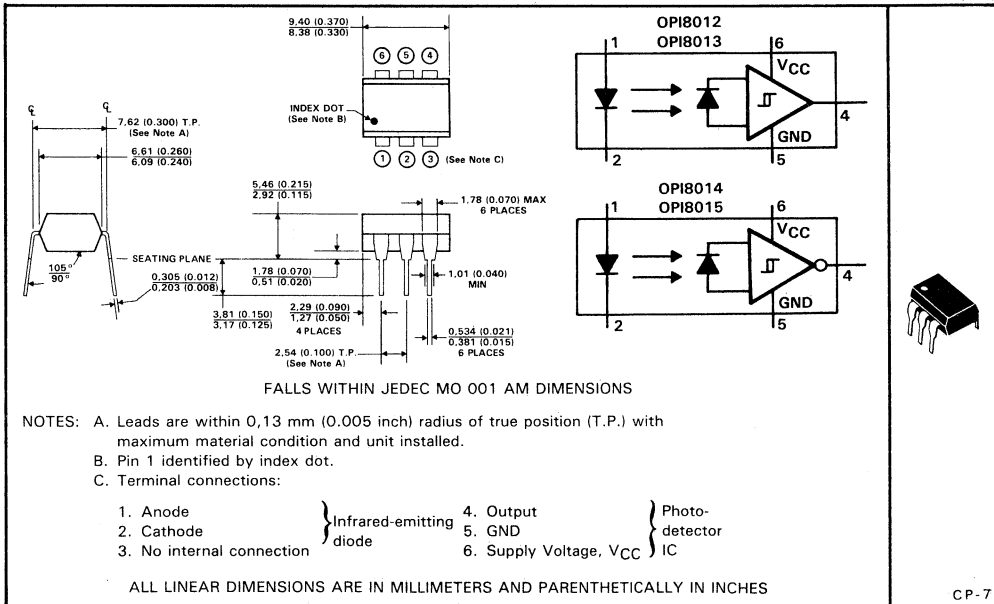 9,40 (0.370)
8,38 (0.330)
6 5 4
INDEX DOT
(See Note B)
1 2 3 (See Note C)
℄ ℄
7,62 (0.300) T.P.
(See Note A)
6,61 (0.260)
6,09 (0.240)
105°
90°
SEATING PLANE
0.305 (0.012)
0.203 (0.008)
5,46 (0.215)
2,92 (0.115)
1,78 (0.070) MAX
6 PLACES
1.78 (0.070)
0,51 (0.020)
1,01 (0.040)
MIN
3,81 (0.150)
3,17 (0.125)
2,29 (0.090)
1,27 (0.050)
4 PLACES
0,534 (0.021)
0.381 (0.015)
6 PLACES
2,54 (0.100) T.P.
(See Note A)
OPI8012
OPI8013
1 6
VCC
4
GND
2 5
OPI8014
OPI8015
1 6
VCC
4
GND
2 5
FALLS WITHIN JEDEC MO 001 AM DIMENSIONS
NOTES: A. Leads are within 0,13 mm (0.005 inch) radius of true position (T.P.) with
maximum material condition and unit installed.
B. Pin 1 identified by index dot.
C. Terminal connections:
1. Anode
2. Cathode
3. No internal connection
Infrared-emitting
diode
4. Output
5. GND
6. Supply Voltage, VCC
Photo-
detector
IC
ALL LINEAR DIMENSIONS ARE IN MILLIMETERS AND PARENTHETICALLY IN INCHES
CP-7